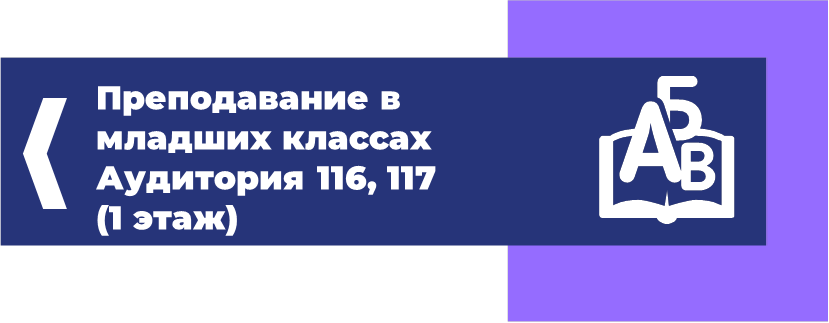 Преподавание в
младших классах
Аудитория 116, 117
(1 этаж)
А
Б
В